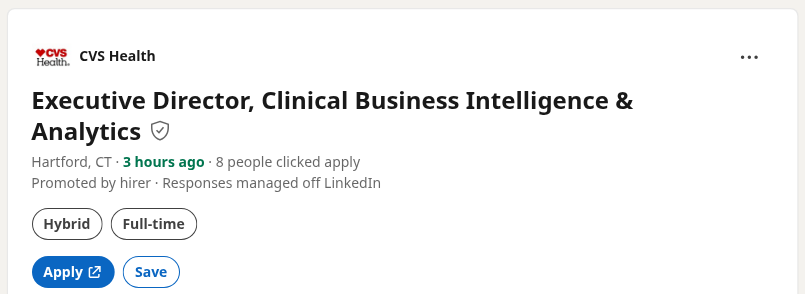 CVS
Health.
CVS Health
Executive Director, Clinical Business Intelligence &
Analytics
Hartford, CT · 3 hours ago · 8 people clicked apply
Promoted by hirer · Responses managed off LinkedIn
Hybrid
Full-time
Apply
Save